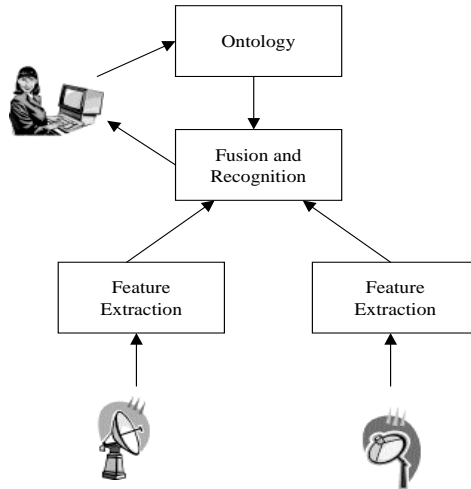 Ontology
Fusion and
Recognition
Feature
Extraction
Feature
Extraction